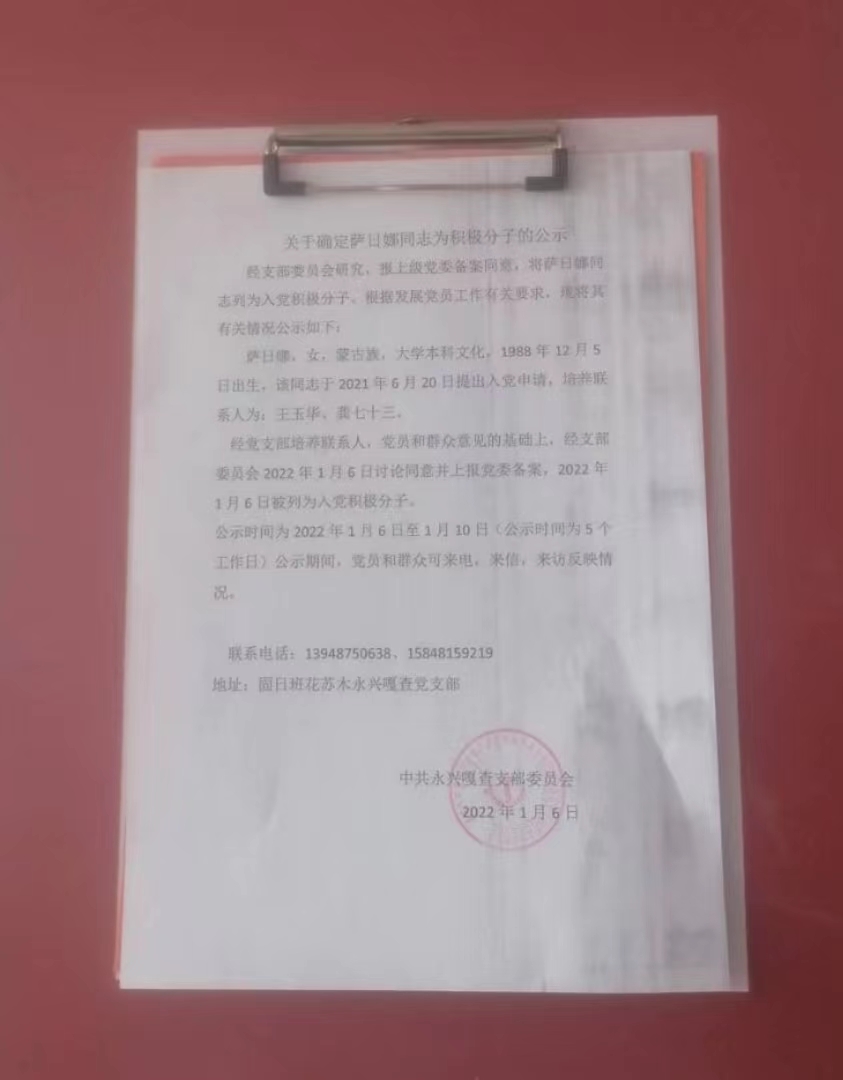 关于确定萨日娜同志为积极分子的公示
经支部委员会研究、报上级党委备案同意，将萨日娜同
志列为入党积极分子。根据发展党员工作有关要求，现将其
有关情况公示如下：
萨日娜，女，蒙古族，大学本科文化，1988年12月5
日出生，该同志于2021年6月20日提出入党申请，培养联
系人为：王玉华、龚七十三。
经党支部培养联系人，党员和群众意见的基础上，经支部
委员会2022年1月6日讨论同意并上报党委备案，2022年
1月6日被列为入党积极分子。
公示时间为2022年1月6日至1月10日（公示时间为5个
工作日）公示期间，党员和群众可来电，来信，来访反映情
况。
联系电话：13948750638、15848159219
地址：固日班花苏木永兴嘎查党支部
中共永兴嘎查支部委员会
2022年1月6日